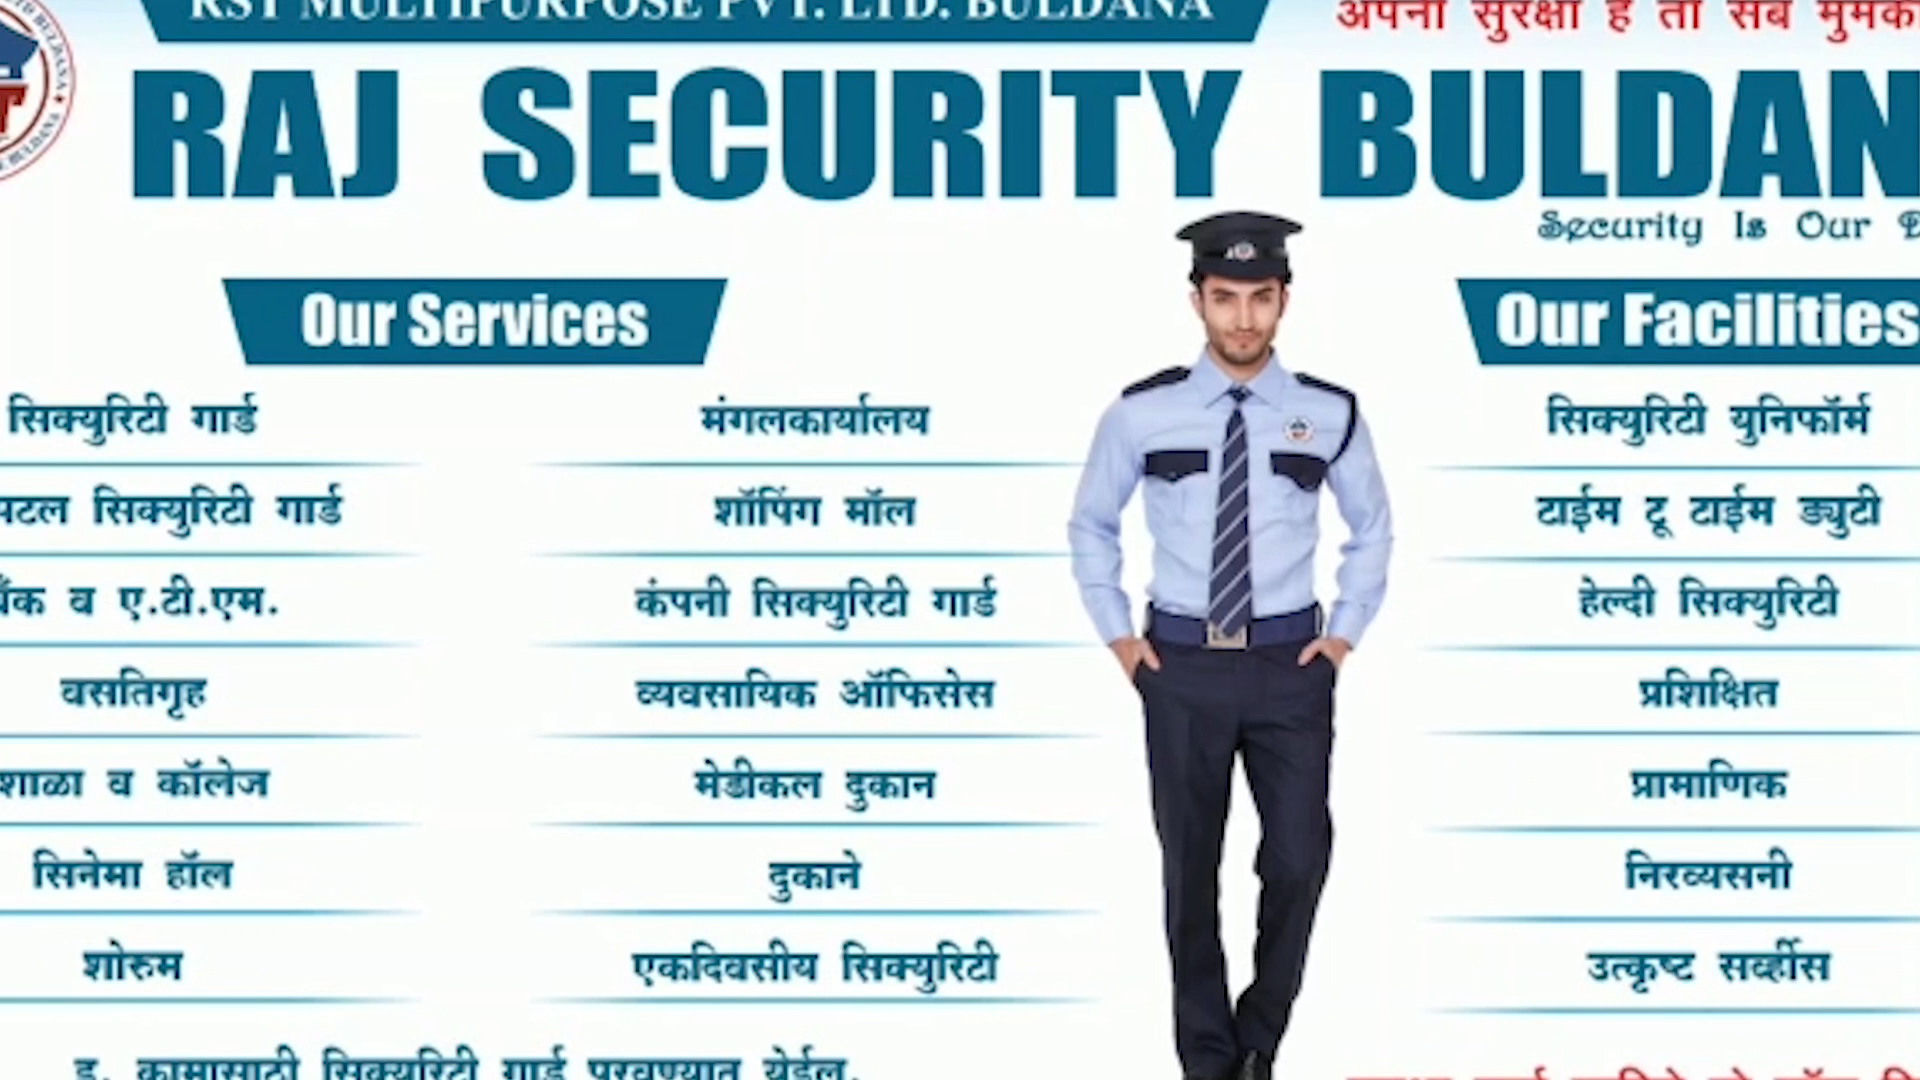 RST MULTIPURPOSE PVT. LTD. BULDANA
अपनी सुरक्षा है तो सब
RAJ SECURITY BULDAN
Security Is Our
Our Services
सिक्युरिटी गार्ड
पटल सिक्युरिटी गार्ड
बँक व ए.टी.एम.
वसतिगृह
शाळा व कॉलेज
सिनेमा हॉल
शोरुम
मंगलकार्यालय
शॉपिंग मॉल
कंपनी सिक्युरिटी गार्ड
व्यवसायिक ऑफिसेस
मेडीकल दुकान
दुकाने
एकदिवसीय सिक्युरिटी
Our Facilities
सिक्युरिटी युनिफॉर्म
टाईम टू टाईम ड्युटी
हेल्दी सिक्युरिटी
प्रशिक्षित
प्रामाणिक
निरव्यसनी
उत्कृष्ट सर्व्हीस
इ. कामासाठी सिक्युरिटी गार्ड पुरवण्यात येईल.